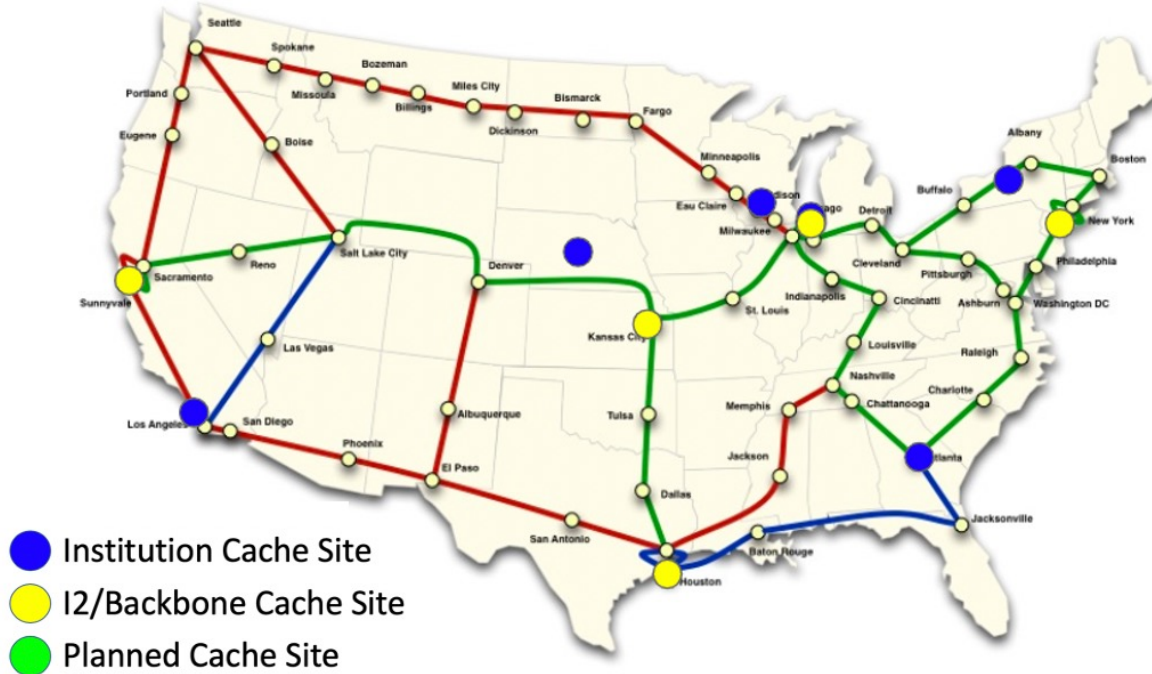 Seattle
Spokane
Bozeman
Portland
Missoula
Billings
Miles City
Bismarck
Fargo
Dickinson
Eugene
Boise
Minneapolis
Albany
Boston
Eau Claire
dison
ago
Detroit
Buffalo
Milwaukee
New York
Salt Lake City
Reno
Sacramento
Denver
Cleveland
Pittsburgh
Philadelphia
Sunnyvale
Indianapolis
Cincinatti
Ashburn
Washington DC
St. Louis
Kansas City
Las Vegas
Louisville
Raleigh
Nashville
Charlotte
Chattanooga
Memphis
Albuquerque
Tulsa
Los Angeles
San Diego
Phoenix
El Paso
Jackson
tlanta
Dallas
Jacksonville
San Antonio
Baton Rouge
Houston
Institution Cache Site
I2/Backbone Cache Site
Planned Cache Site